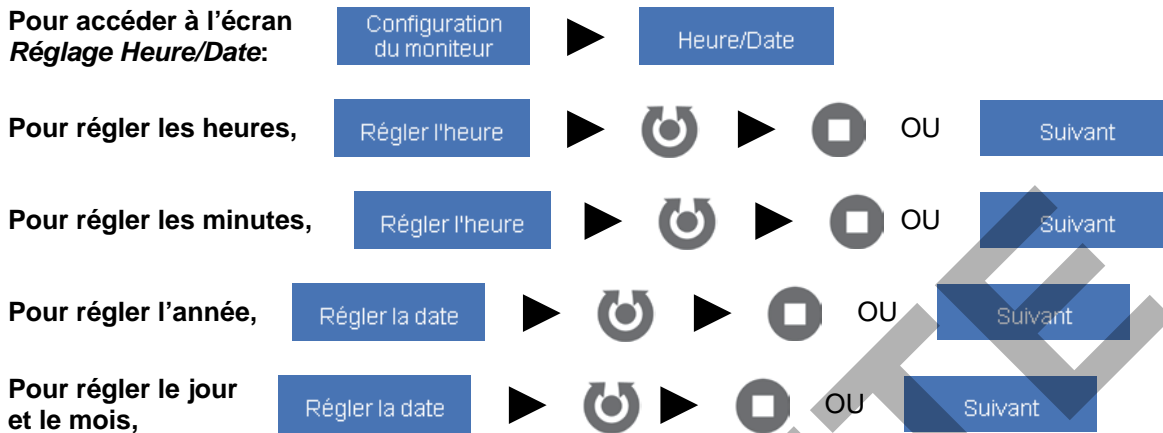 Pour accéder à l'écran
Réglage Heure/Date:
Configuration
du moniteur
Heure/Date
Pour régler les heures,
Régler l'heure
OU
Suivant
Pour régler les minutes,
Régler l'heure
OU
Suivant
Pour régler l'année,
Régler la date
OU
Suivant
Pour régler le jour
et le mois,
Régler la date
OU
Suivant